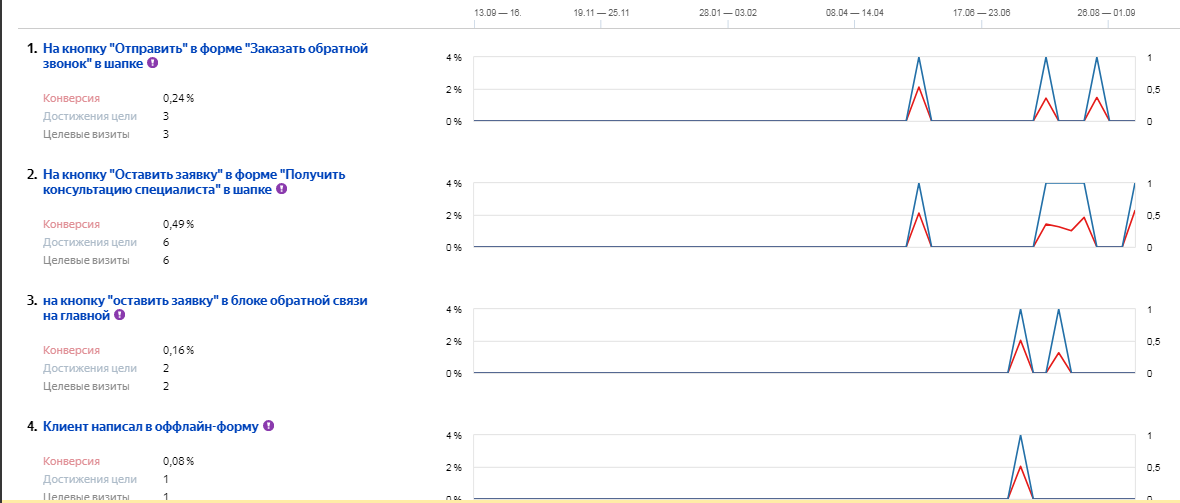 13.09 — 16. 19.11 — 25.11 28.01 — 03.02 08.04 — 14.04 17.06 — 23.06 26.08 — 01.09
1. На кнопку "Отправить" в форме "Заказать обратной
звонок" в шапке
4 % 1
Конверсия 0,24 %
2 % 0,5
Достижения цели 3
0 % 0
Целевые визиты 3
2. На кнопку "Оставить заявку" в форме "Получить
консультацию специалиста" в шапке
4 % 1
Конверсия 0,49 %
2 % 0,5
Достижения цели 6
0 % 0
Целевые визиты 6
3. на кнопку "оставить заявку" в блоке обратной связи
на главной
4 % 1
Конверсия 0,16 %
2 % 0,5
Достижения цели 2
0 % 0
Целевые визиты 2
4. Клиент написал в оффлайн-форму
4 % 1
Конверсия 0,08 %
2 % 0,5
Достижения цели 1
0 % 0
Целевые визиты 1